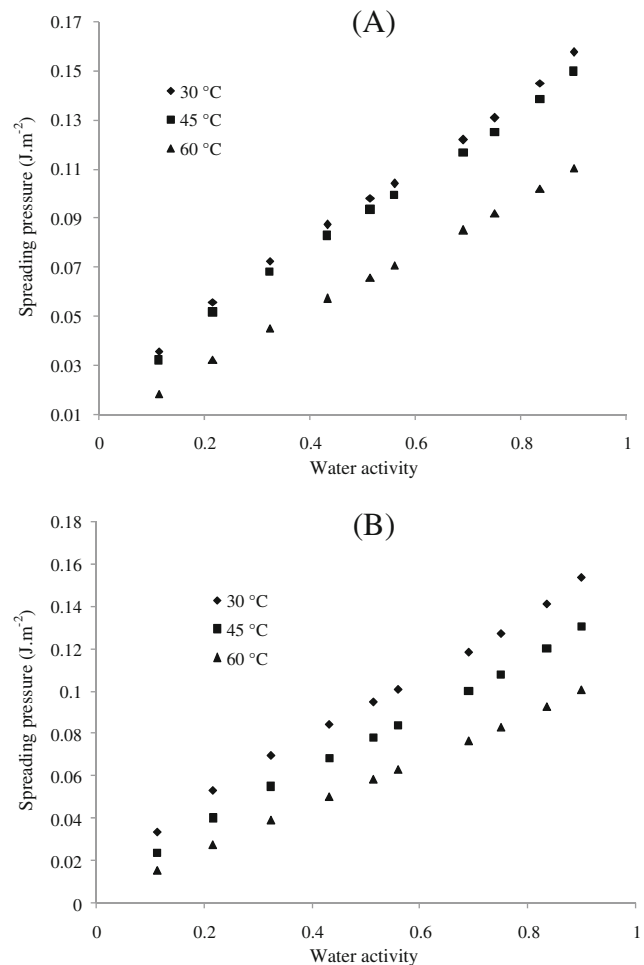 (A)
0.17
0.15
0.13
0.11
0.09
0.07
0.05
0.03
0.01
Spreading pressure (J.m-2)
30 °C
45 °C
60 °C
0 0.2 0.4 0.6 0.8 1
Water activity
(B)
0.18
0.16
0.14
0.12
0.1
0.08
0.06
0.04
0.02
0
Spreading pressure (J.m-2)
30 °C
45 °C
60 °C
0 0.2 0.4 0.6 0.8 1
Water activity